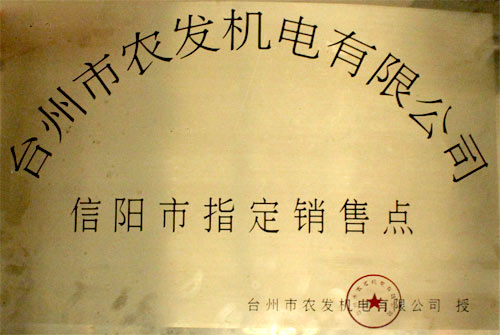 台州市农发机电有限公司
信阳市指定销售点
台州市农发机电有限公司 授